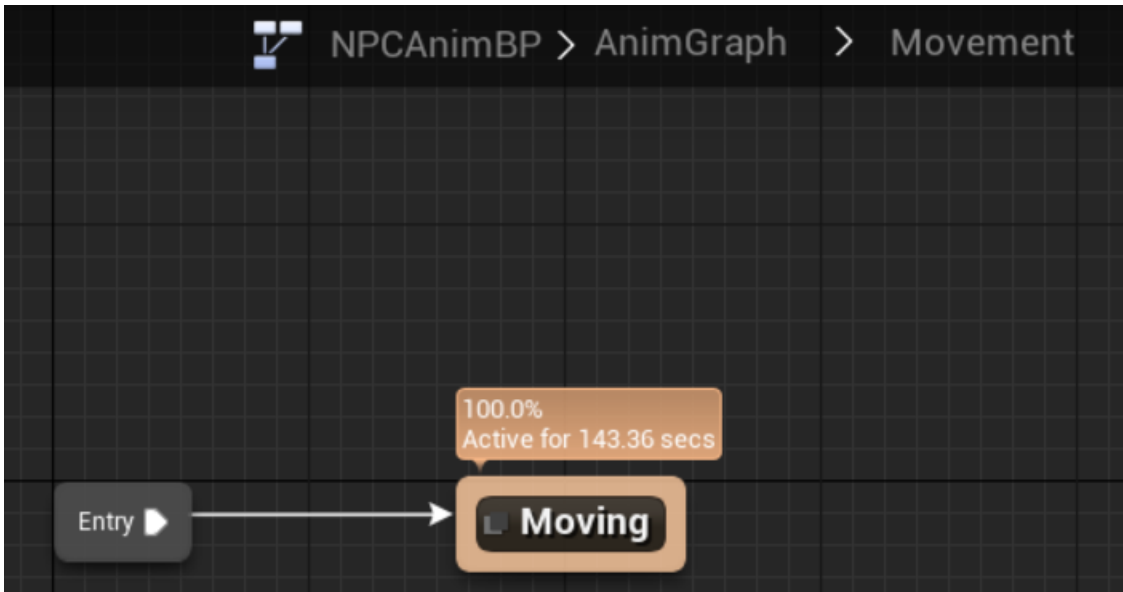 NPCAnimBP > AnimGraph > Movement
100.0%
Active for 143.36 secs
Entry
Moving